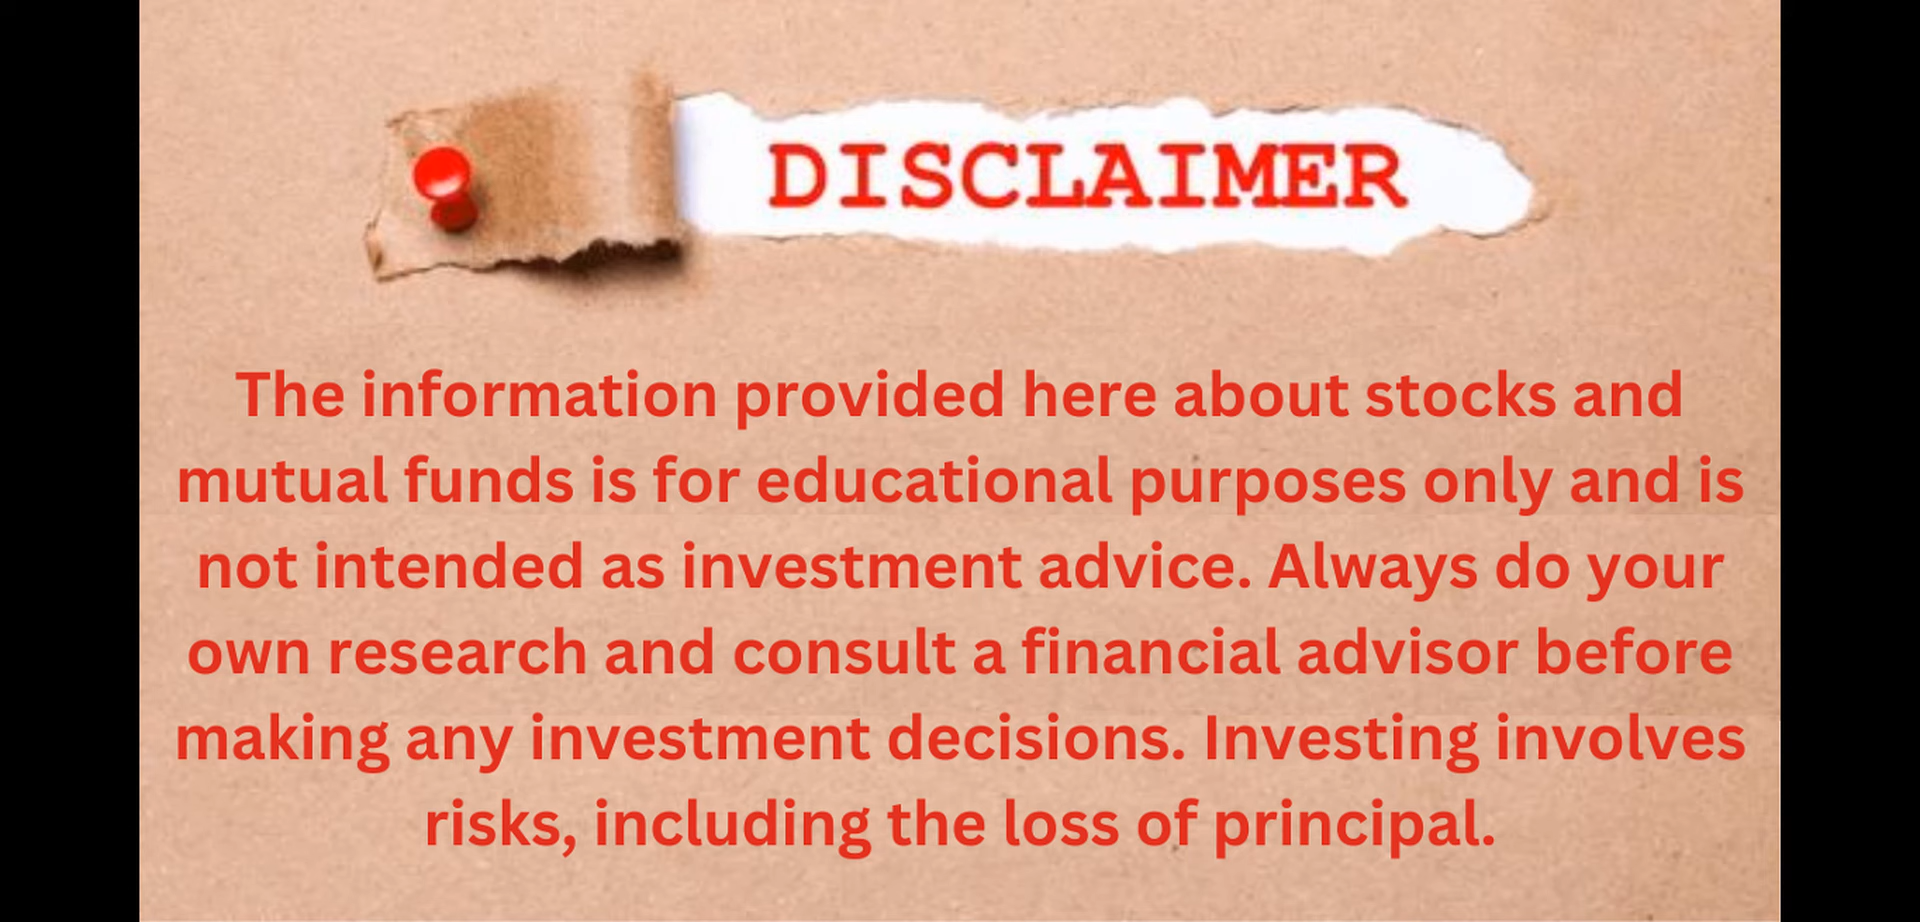 DISCLAIMER
The information provided here about stocks and
mutual funds is for educational purposes only and is
not intended as investment advice. Always do your
own research and consult a financial advisor before
making any investment decisions. Investing involves
risks, including the loss of principal.